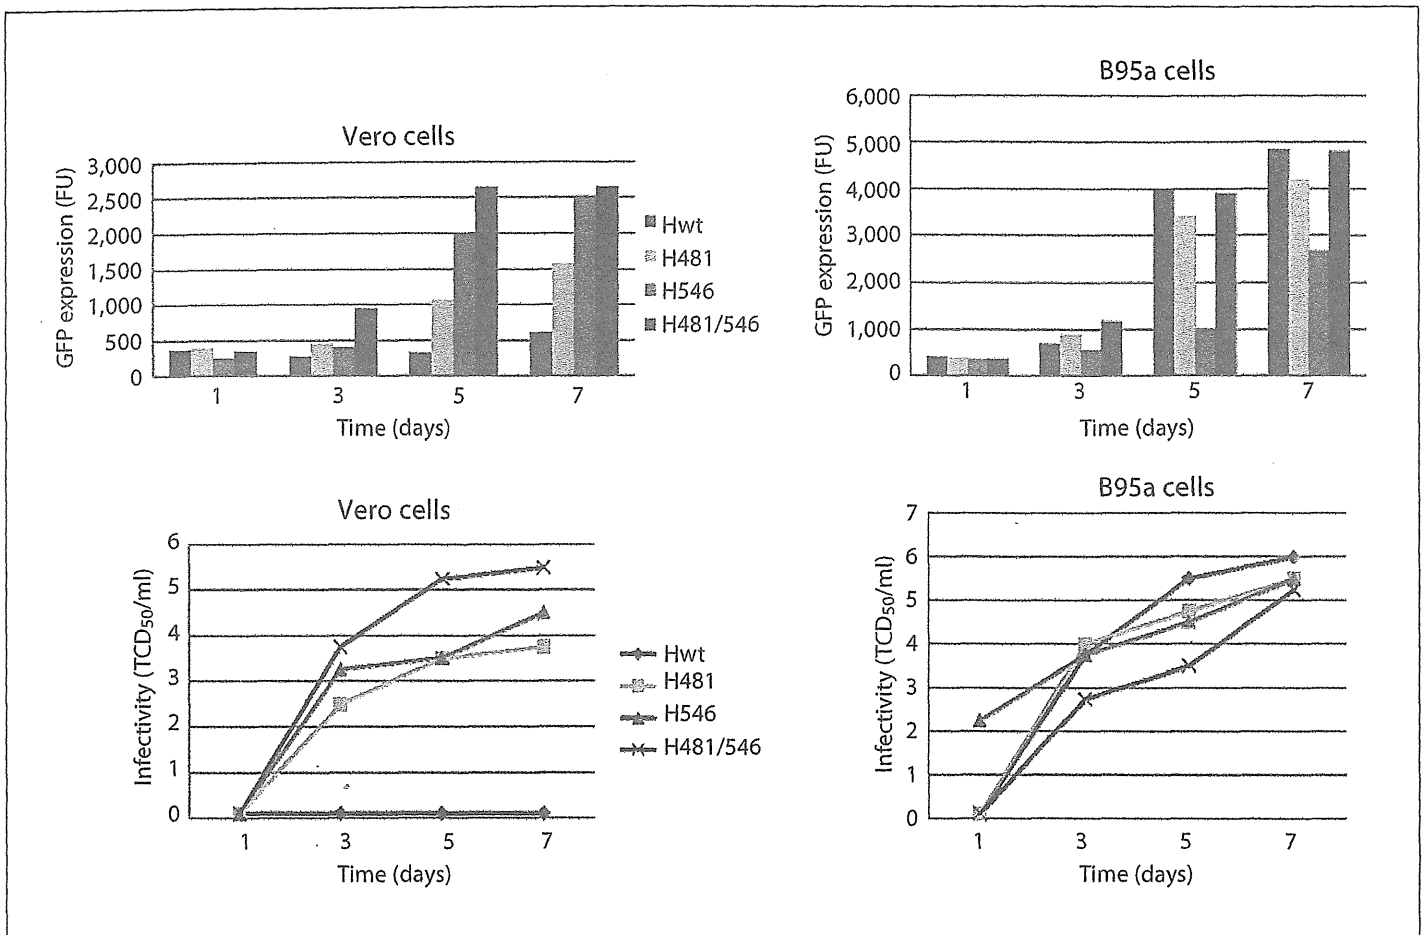 Vero cells
GFP expression (FU)
3,000
2,500
2,000
1,500
1,000
500
0
1 3 5 7
Time (days)
Hwt
H481
H546
H481/546
B95a cells
GFP expression (FU)
6,000
5,000
4,000
3,000
2,000
1,000
0
1 3 5 7
Time (days)
Vero cells
Infectivity (TCD50/ml)
6
5
4
3
2
1
0
1 3 5 7
Time (days)
Hwt
H481
H546
H481/546
B95a cells
Infectivity (TCD50/ml)
7
6
5
4
3
2
1
0
1 3 5 7
Time (days)